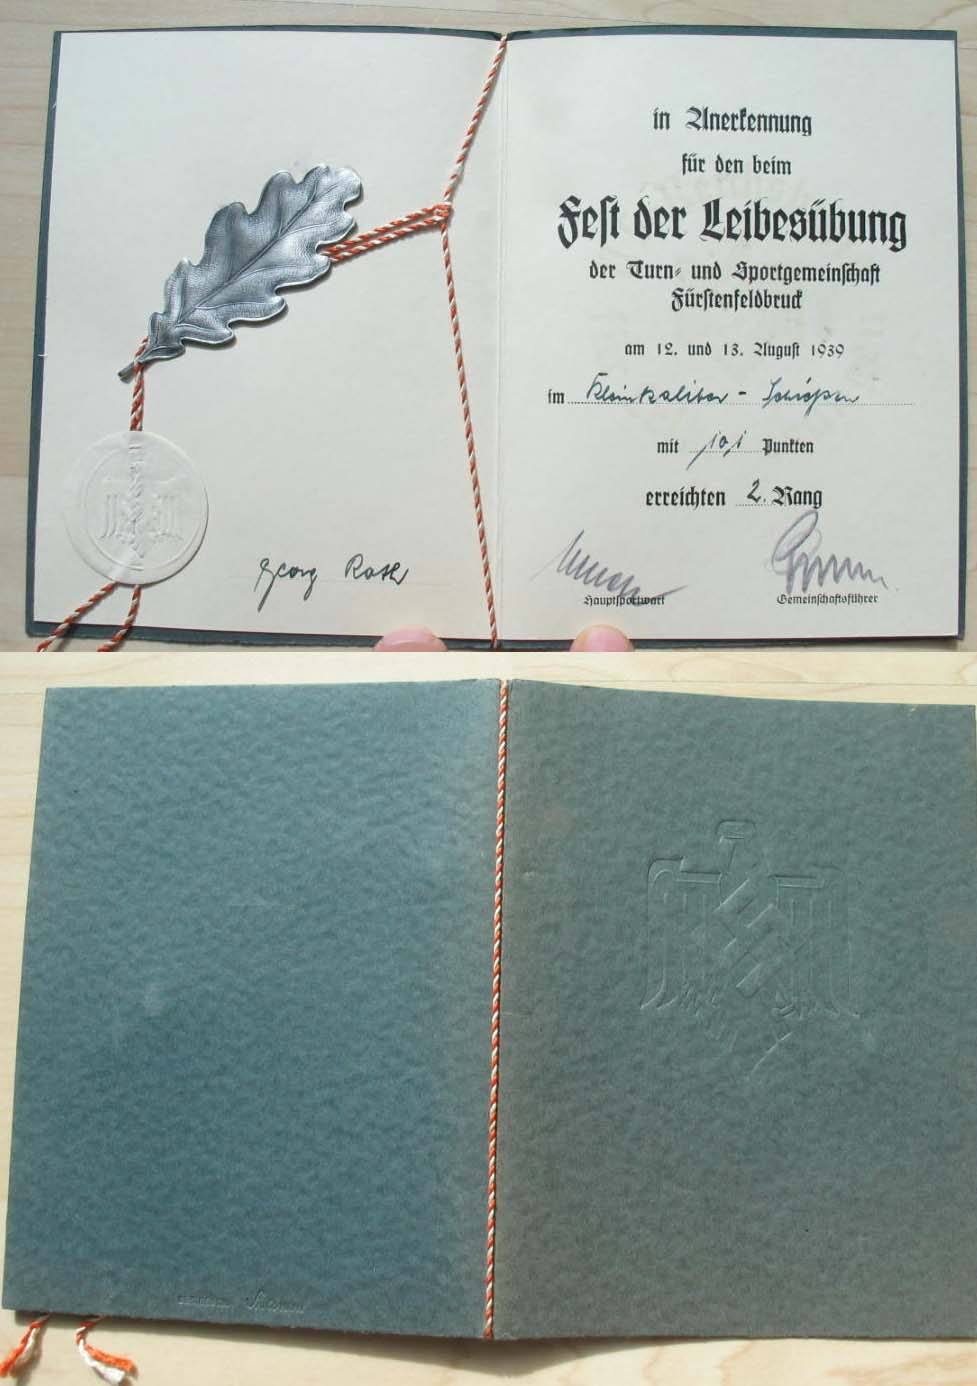 Georg Roth
in Anerkennung
für den beim
Fest der Leibesübung
der Turn- und Sportgemeinschaft
Fürstenfeldbruck
am 12. und 13. August 1939
im Kleinkaliber - Schießen
mit Punkten
erreichten 2. Rang
Hauptsportwart
Gemeinschaftsführer